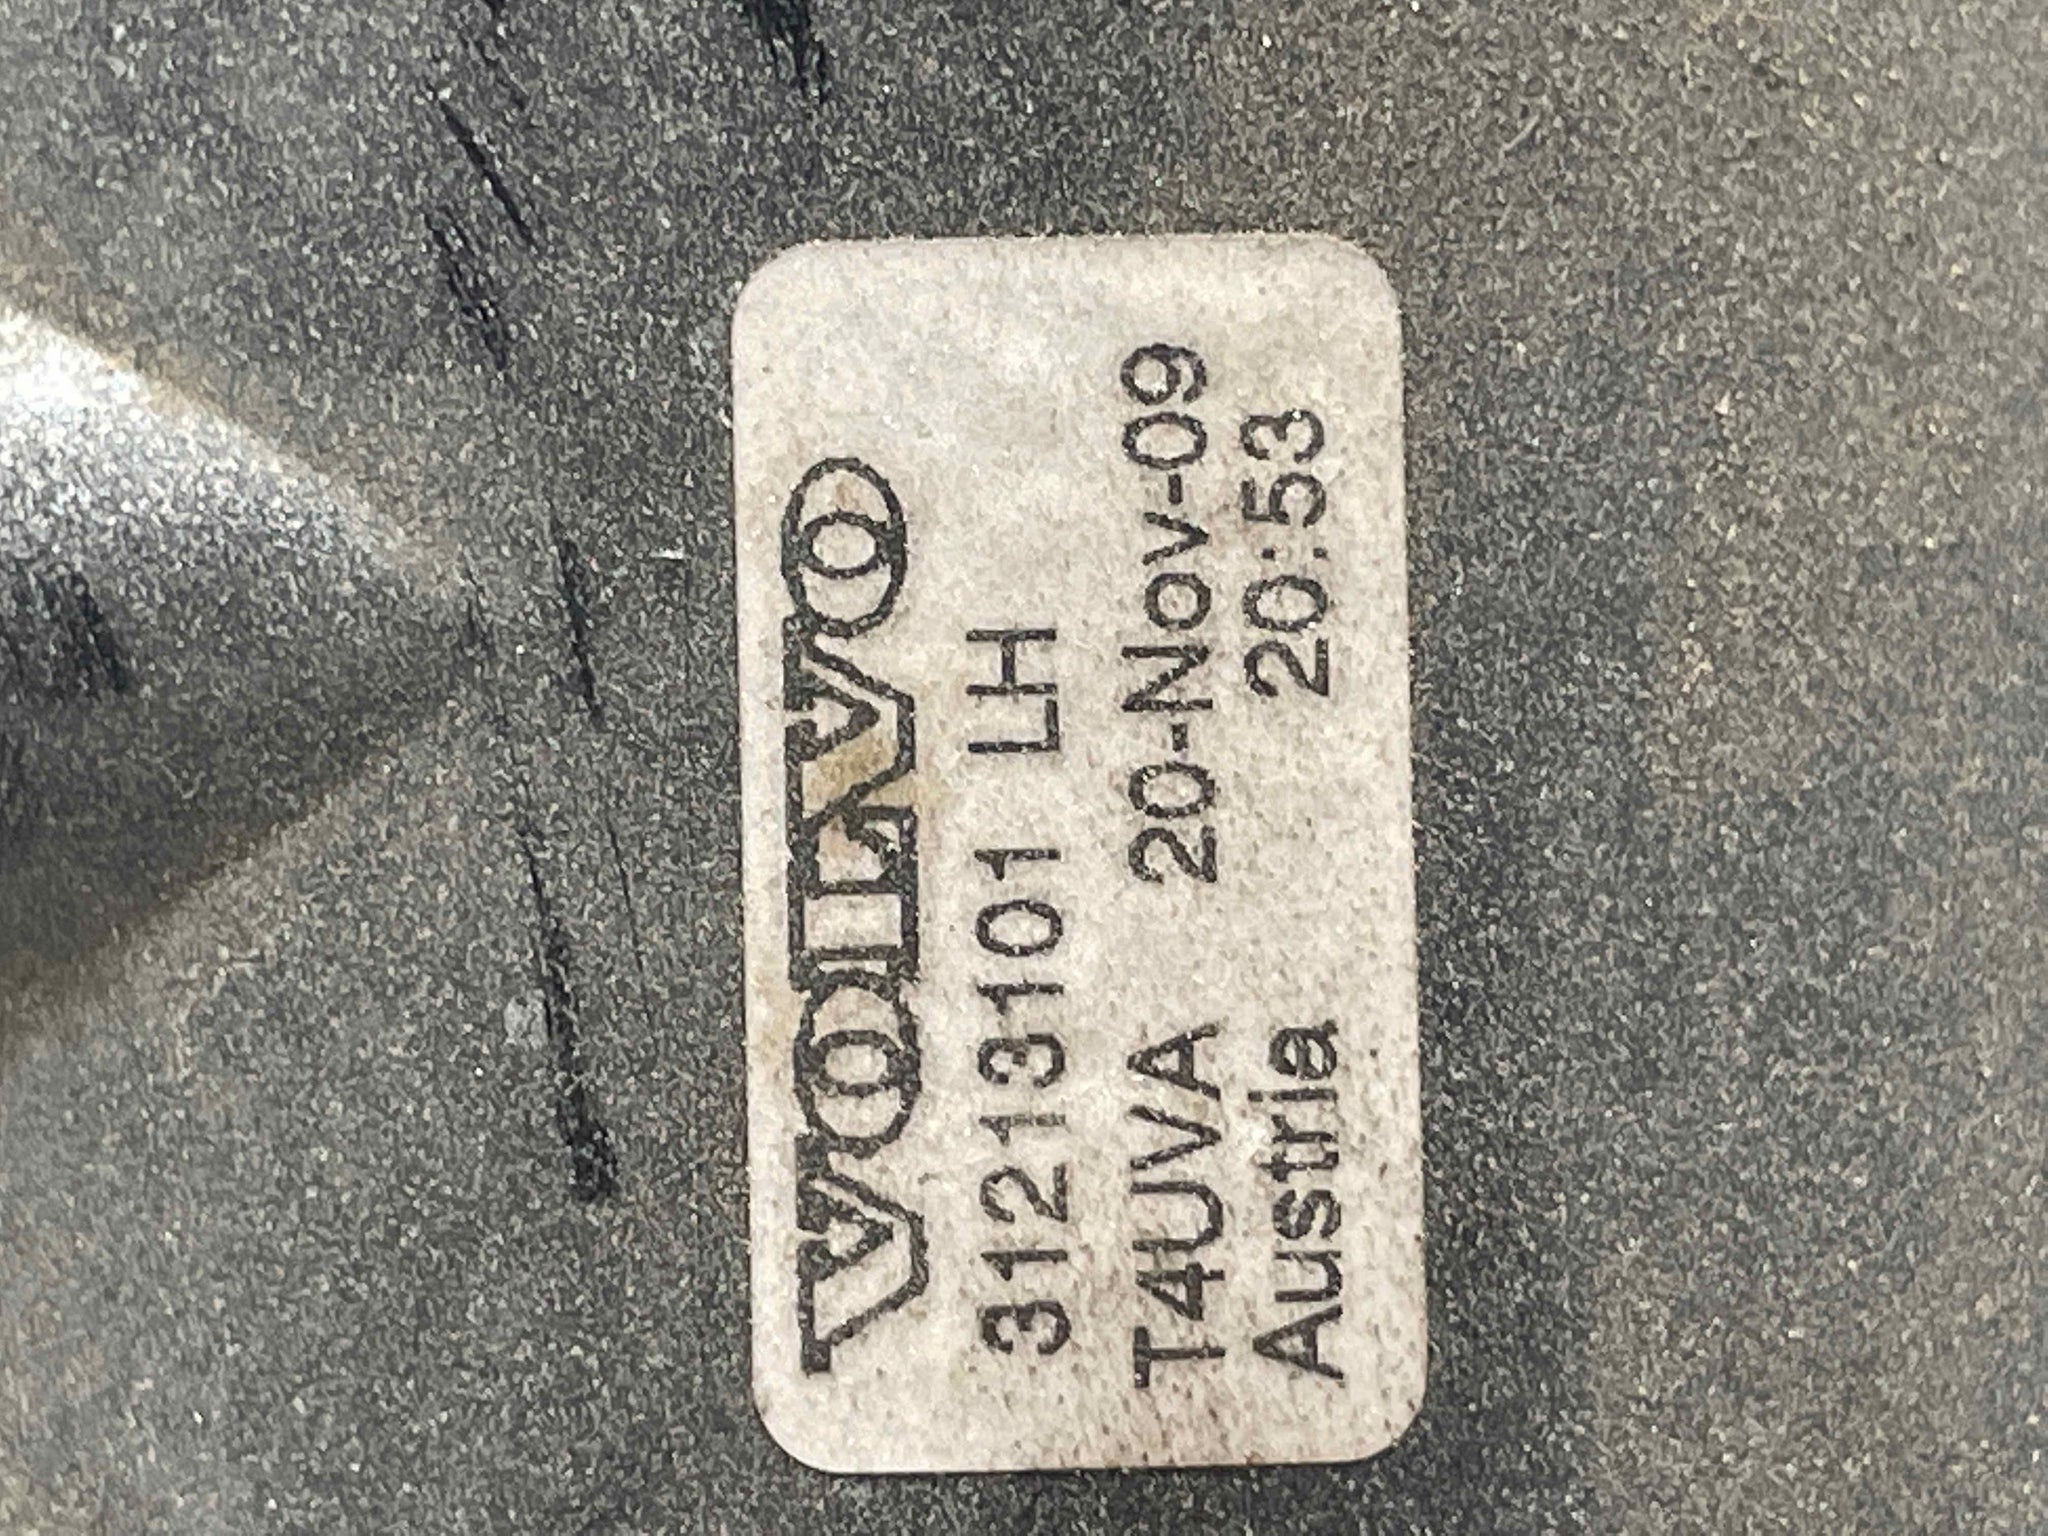 VOLVO
31213101 LH
T4UVA 20-Nov-09
Austria 20:53